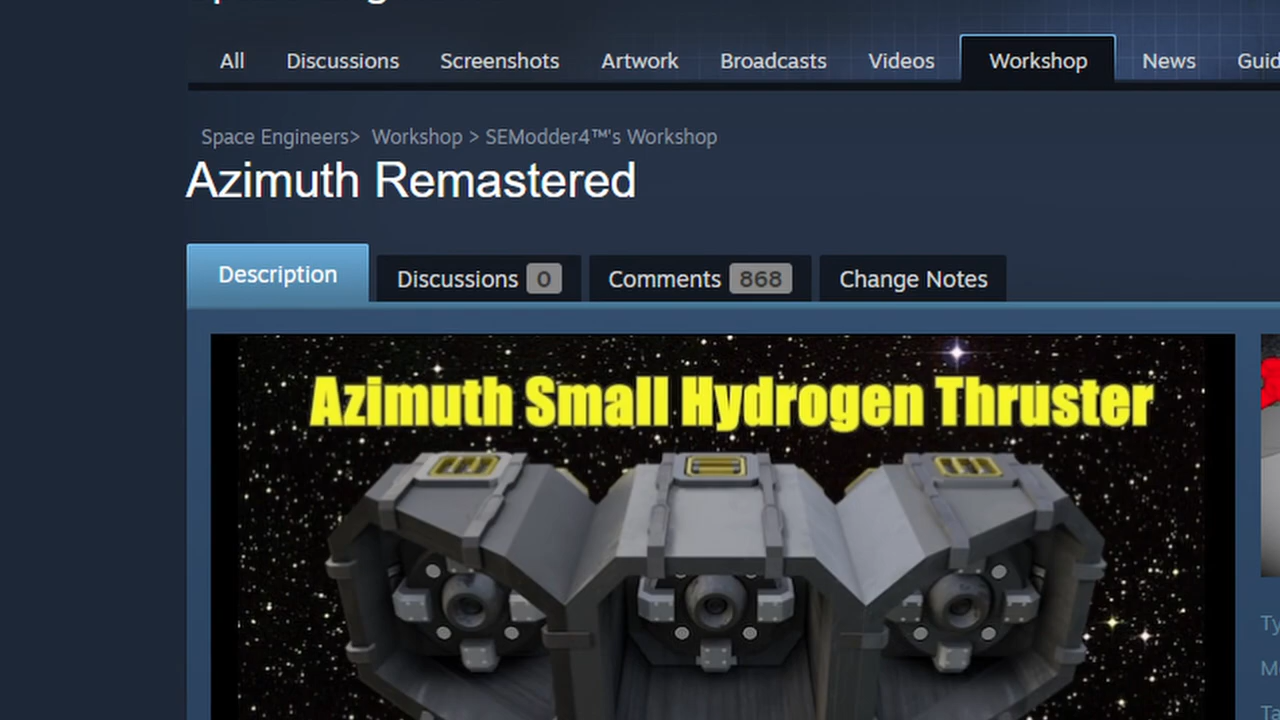 All Discussions Screenshots Artwork Broadcasts Videos Workshop News
Space Engineers> Workshop > SEModder4™'s Workshop
Azimuth Remastered
Description Discussions 0 Comments 868 Change Notes
Azimuth Small Hydrogen Thruster